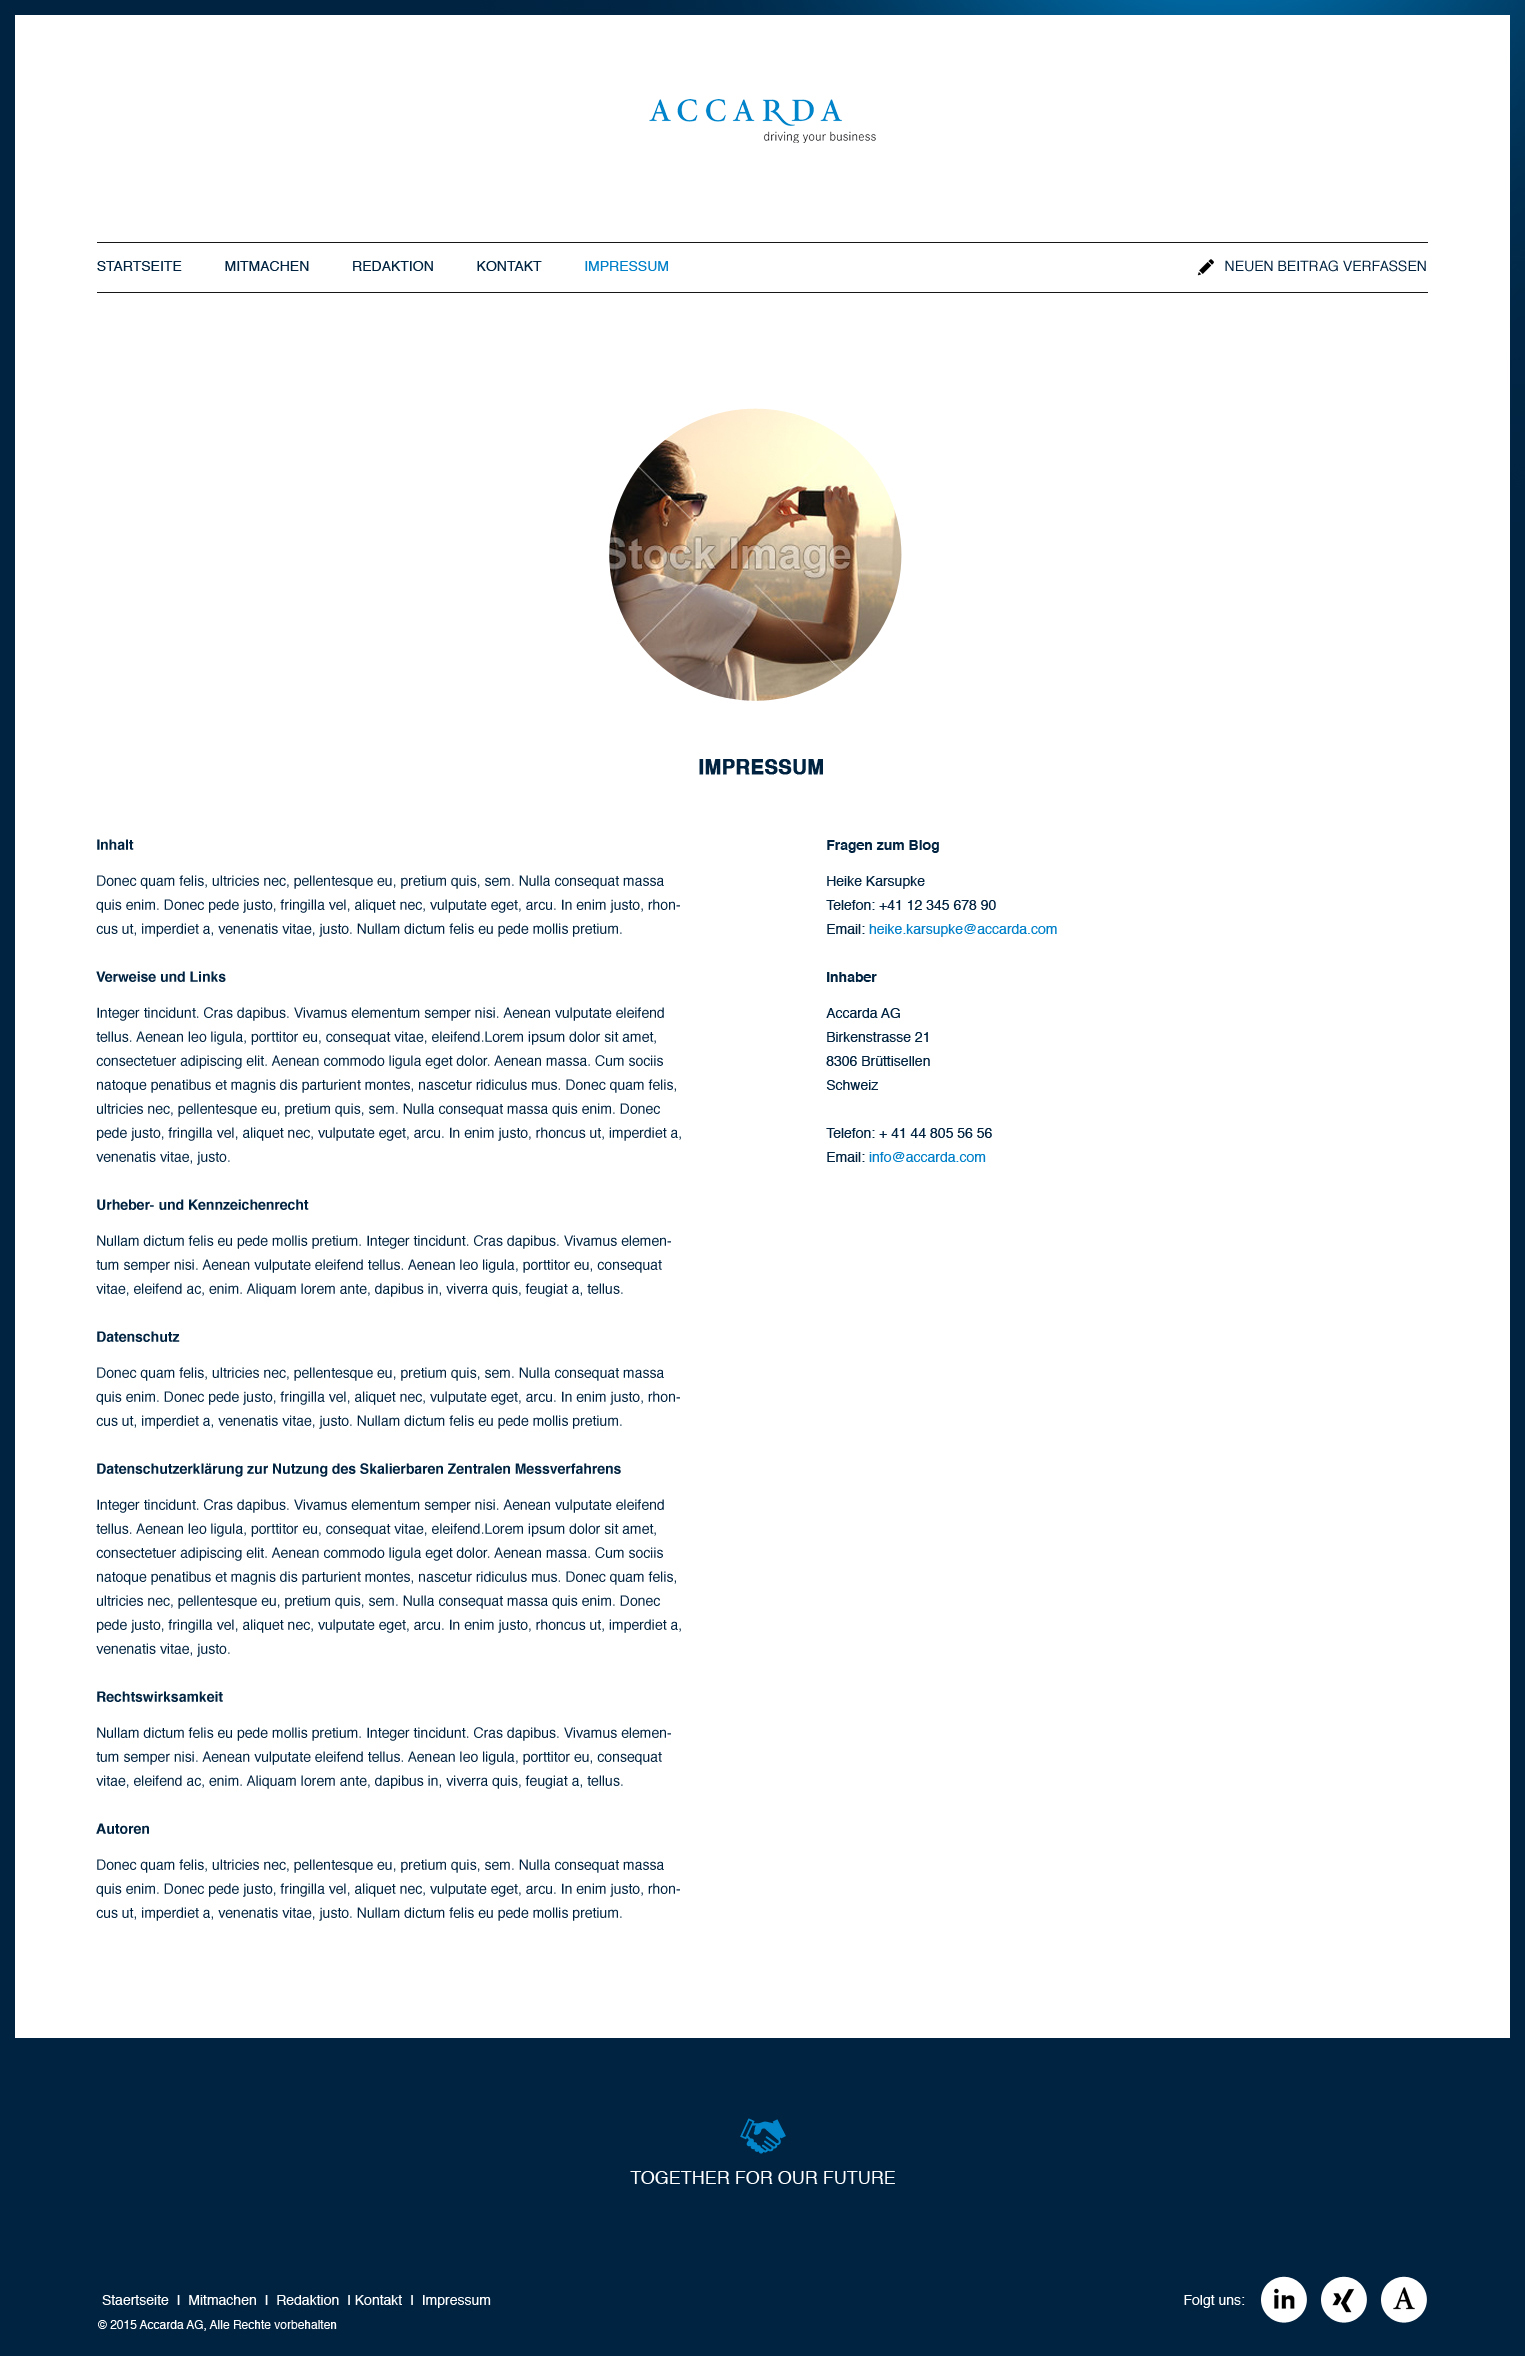 ACCARDA
driving your business
STARTSEITE MITMACHEN REDAKTION KONTAKT IMPRESSUM NEUEN BEITRAG VERFASSEN
Stock Image
IMPRESSUM
Inhalt
Donec quam felis, ultricies nec, pellentesque eu, pretium quis, sem. Nulla consequat massa
quis enim. Donec pede justo, fringilla vel, aliquet nec, vulputate eget, arcu. In enim justo, rhon-
cus ut, imperdiet a, venenatis vitae, justo. Nullam dictum felis eu pede mollis pretium.
Verweise und Links
Integer tincidunt. Cras dapibus. Vivamus elementum semper nisi. Aenean vulputate eleifend
tellus. Aenean leo ligula, porttitor eu, consequat vitae, eleifend.Lorem ipsum dolor sit amet,
consectetuer adipiscing elit. Aenean commodo ligula eget dolor. Aenean massa. Cum sociis
natoque penatibus et magnis dis parturient montes, nascetur ridiculus mus. Donec quam felis,
ultricies nec, pellentesque eu, pretium quis, sem. Nulla consequat massa quis enim. Donec
pede justo, fringilla vel, aliquet nec, vulputate eget, arcu. In enim justo, rhoncus ut, imperdiet a,
venenatis vitae, justo.
Urheber- und Kennzeichenrecht
Nullam dictum felis eu pede mollis pretium. Integer tincidunt. Cras dapibus. Vivamus elemen-
tum semper nisi. Aenean vulputate eleifend tellus. Aenean leo ligula, porttitor eu, consequat
vitae, eleifend ac, enim. Aliquam lorem ante, dapibus in, viverra quis, feugiat a, tellus.
Datenschutz
Donec quam felis, ultricies nec, pellentesque eu, pretium quis, sem. Nulla consequat massa
quis enim. Donec pede justo, fringilla vel, aliquet nec, vulputate eget, arcu. In enim justo, rhon-
cus ut, imperdiet a, venenatis vitae, justo. Nullam dictum felis eu pede mollis pretium.
Datenschutzerklärung zur Nutzung des Skalierbaren Zentralen Messverfahrens
Integer tincidunt. Cras dapibus. Vivamus elementum semper nisi. Aenean vulputate eleifend
tellus. Aenean leo ligula, porttitor eu, consequat vitae, eleifend.Lorem ipsum dolor sit amet,
consectetuer adipiscing elit. Aenean commodo ligula eget dolor. Aenean massa. Cum sociis
natoque penatibus et magnis dis parturient montes, nascetur ridiculus mus. Donec quam felis,
ultricies nec, pellentesque eu, pretium quis, sem. Nulla consequat massa quis enim. Donec
pede justo, fringilla vel, aliquet nec, vulputate eget, arcu. In enim justo, rhoncus ut, imperdiet a,
venenatis vitae, justo.
Rechtswirksamkeit
Nullam dictum felis eu pede mollis pretium. Integer tincidunt. Cras dapibus. Vivamus elemen-
tum semper nisi. Aenean vulputate eleifend tellus. Aenean leo ligula, porttitor eu, consequat
vitae, eleifend ac, enim. Aliquam lorem ante, dapibus in, viverra quis, feugiat a, tellus.
Autoren
Donec quam felis, ultricies nec, pellentesque eu, pretium quis, sem. Nulla consequat massa
quis enim. Donec pede justo, fringilla vel, aliquet nec, vulputate eget, arcu. In enim justo, rhon-
cus ut, imperdiet a, venenatis vitae, justo. Nullam dictum felis eu pede mollis pretium.
Fragen zum Blog
Heike Karsupke
Telefon: +41 12 345 678 90
Email: heike.karsupke@accarda.com
Inhaber
Accarda AG
Birkenstrasse 21
8306 Brüttisellen
Schweiz
Telefon: + 41 44 805 56 56
Email: info@accarda.com
TOGETHER FOR OUR FUTURE
Staertseite I Mitmachen I Redaktion I Kontakt I Impressum
© 2015 Accarda AG, Alle Rechte vorbehalten
Folgt uns: in X A